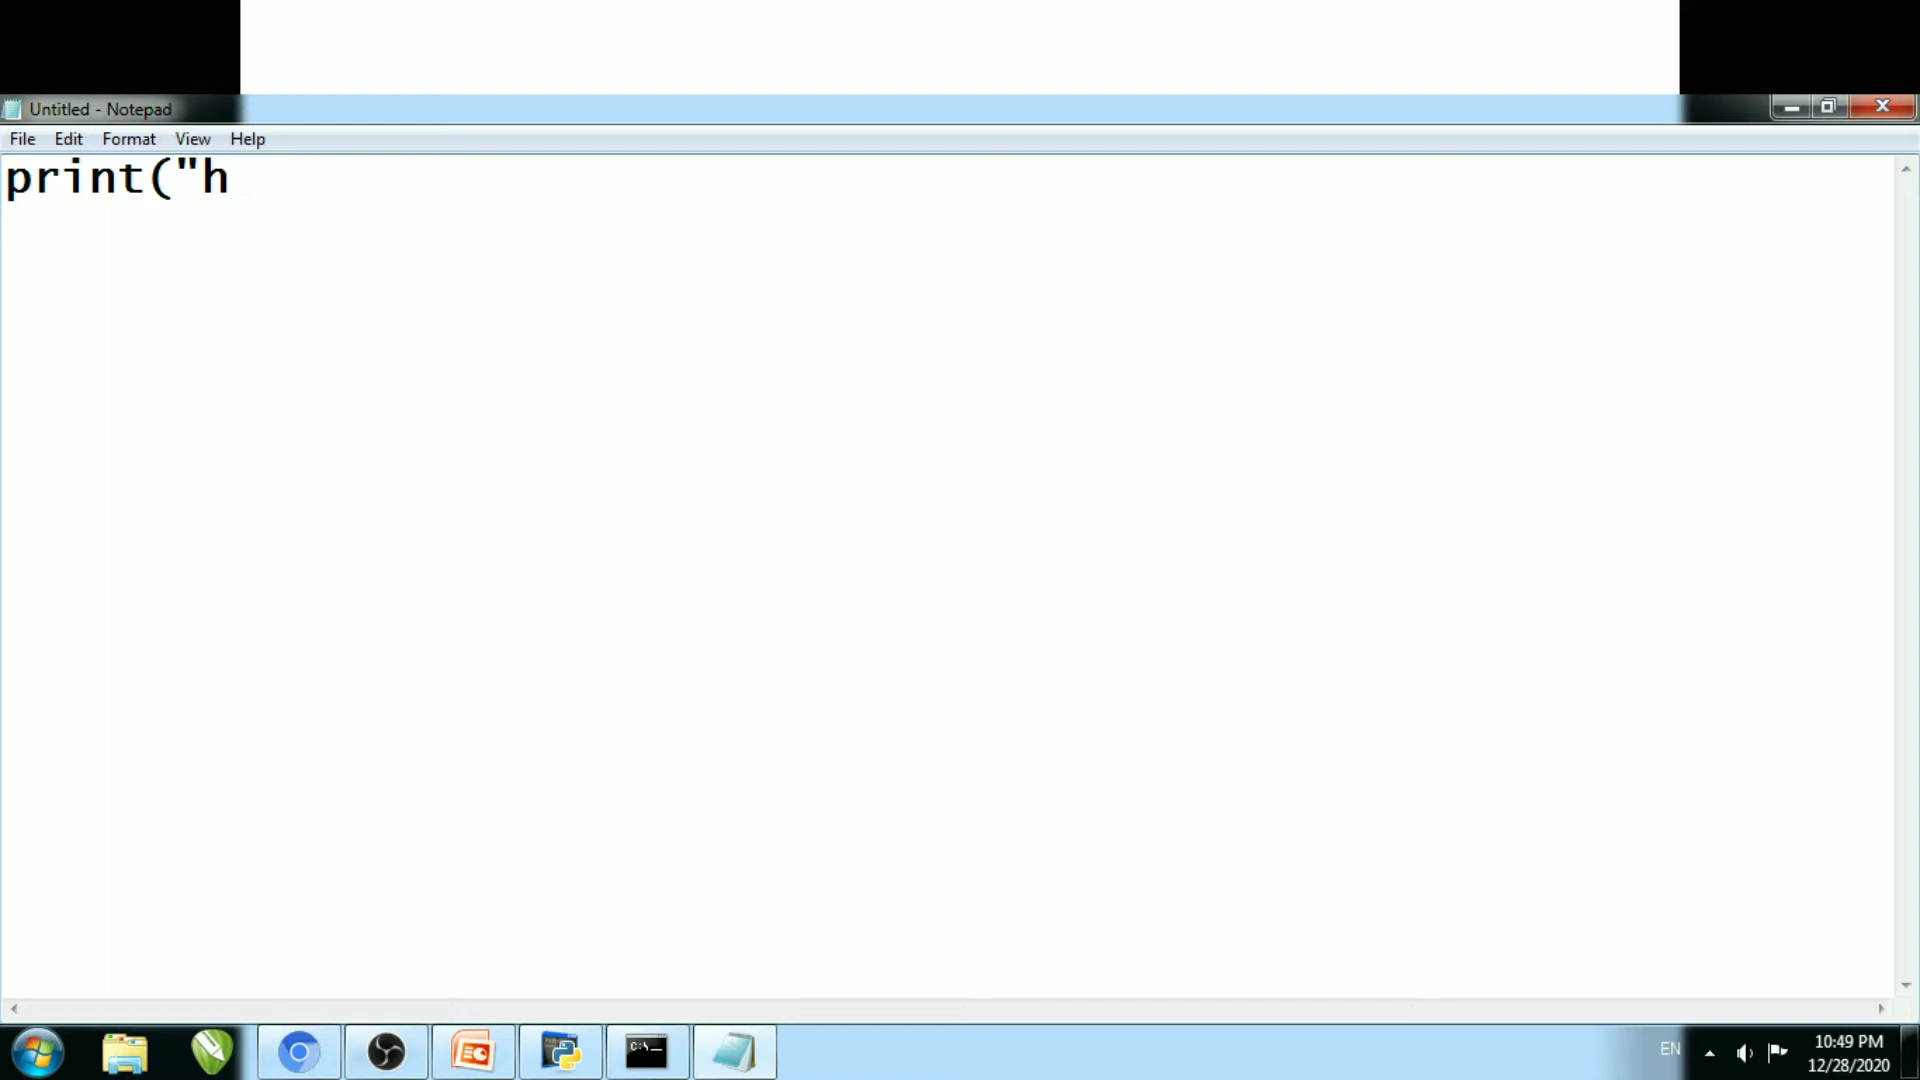 Untitled - Notepad
File Edit Format View Help
print("h
C:\_
EN
10:49 PM
12/28/2020